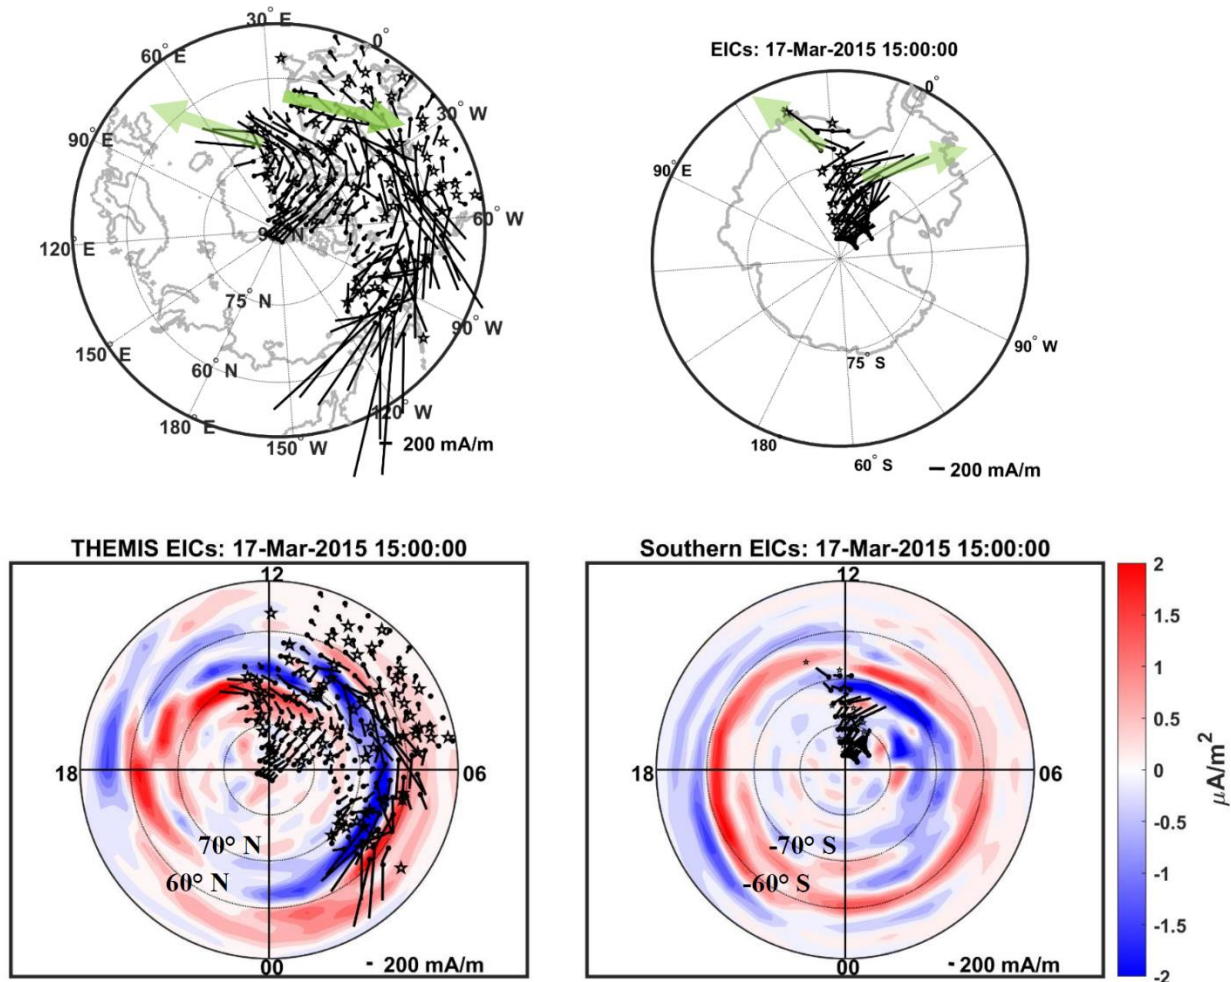 30° E
0°
60° E
30° W
90° E
60° W
120° E
75° N
90° W
150° E
60° N
120° W
180° E
150° W
200 mA/m
EICs: 17-Mar-2015 15:00:00
0°
90° E
90° W
75° S
180
60° S
200 mA/m
THEMIS EICs: 17-Mar-2015 15:00:00
12
18
06
70° N
60° N
00
200 mA/m
Southern EICs: 17-Mar-2015 15:00:00
12
18
06
-70° S
-60° S
00
200 mA/m
2
1.5
1
0.5
0
-0.5
-1
-1.5
-2
μA/m²